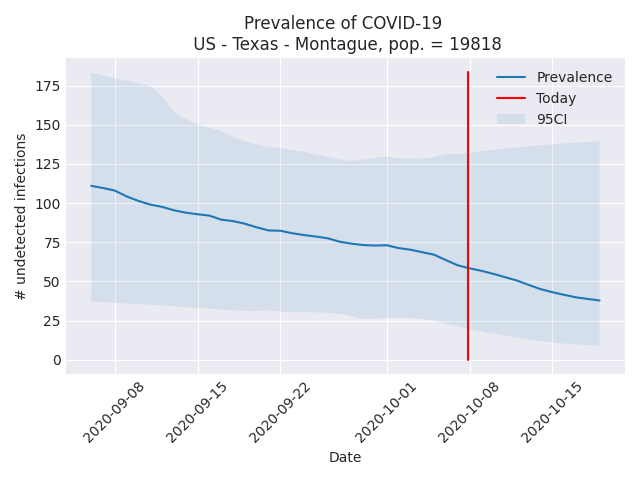 Prevalence of COVID-19
US - Texas - Montague, pop. = 19818
Prevalence
Today
95CI
# undetected infections
175
150
125
100
75
50
25
0
2020-09-08
2020-09-15
2020-09-22
2020-10-01
2020-10-08
2020-10-15
Date